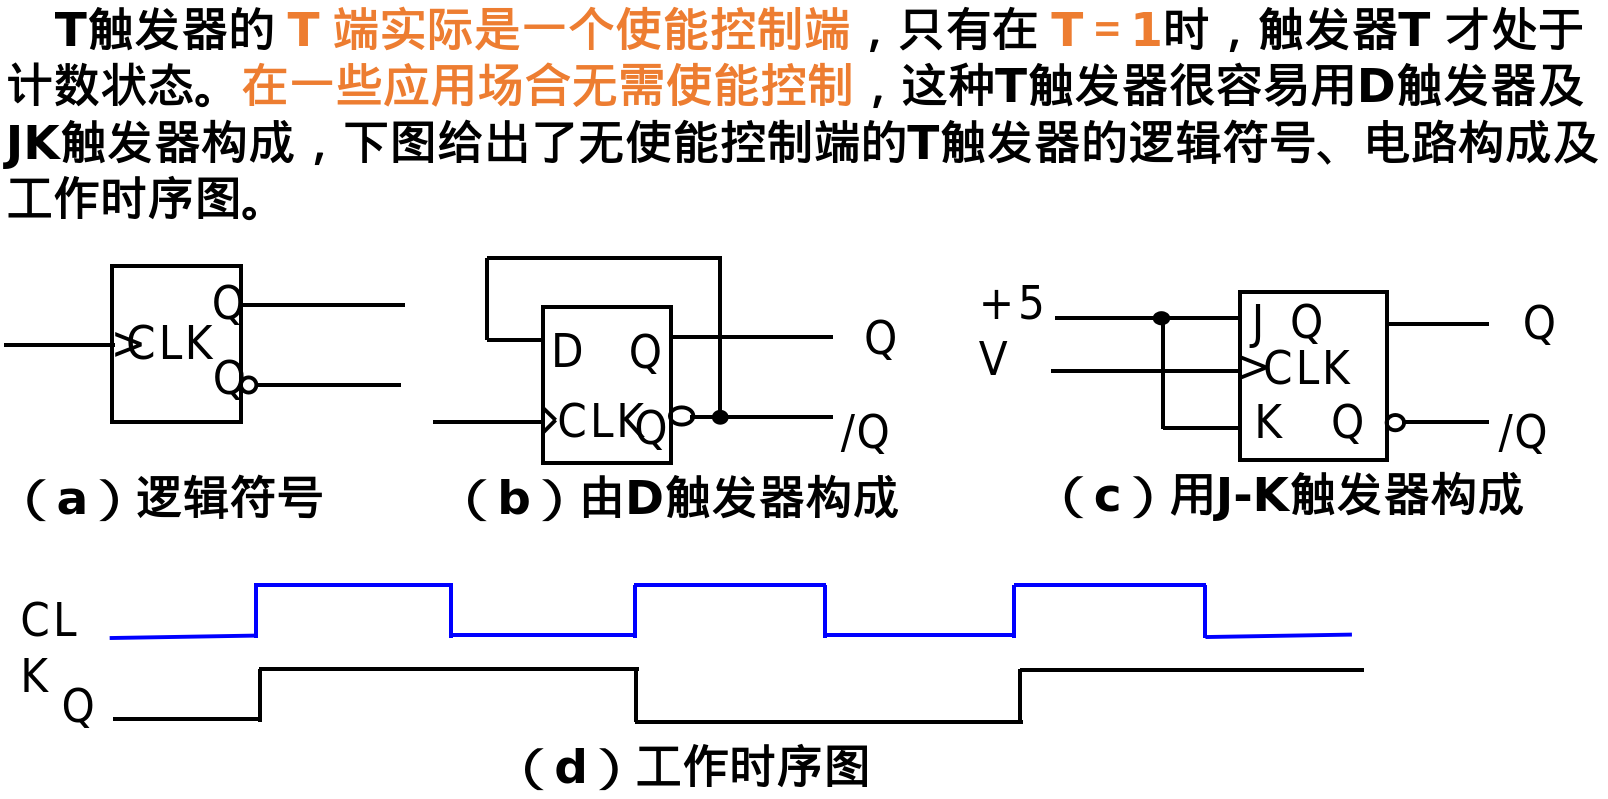 T触发器的 T 端实际是一个使能控制端，只有在 T = 1时，触发器T 才处于
计数状态。在一些应用场合无需使能控制，这种T触发器很容易用D触发器及
JK触发器构成，下图给出了无使能控制端的T触发器的逻辑符号、电路构成及
工作时序图。
Q
>CLK
Q
D Q
>CLK Q
Q
/Q
+5
V
J Q
>CLK
K Q
Q
/Q
（a）逻辑符号
（b）由D触发器构成
（c）用J-K触发器构成
CL
K
Q
（d）工作时序图